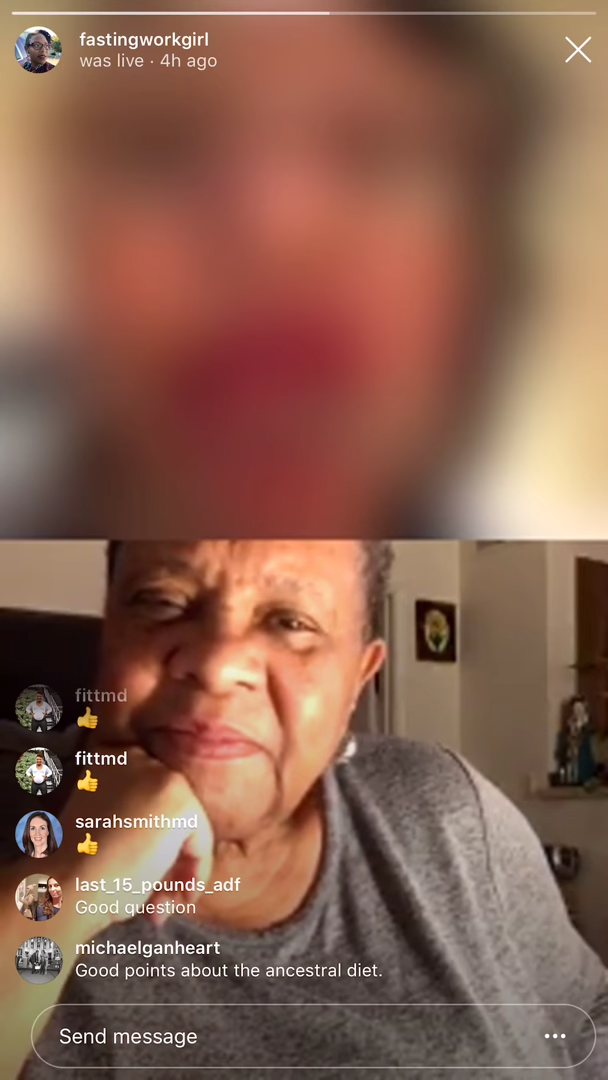 fastingworkgirl
was live · 4h ago
fittmd
👍
fittmd
👍
sarahsmithmd
👍
last_15_pounds_adf
Good question
michaelganheart
Good points about the ancestral diet.
Send message